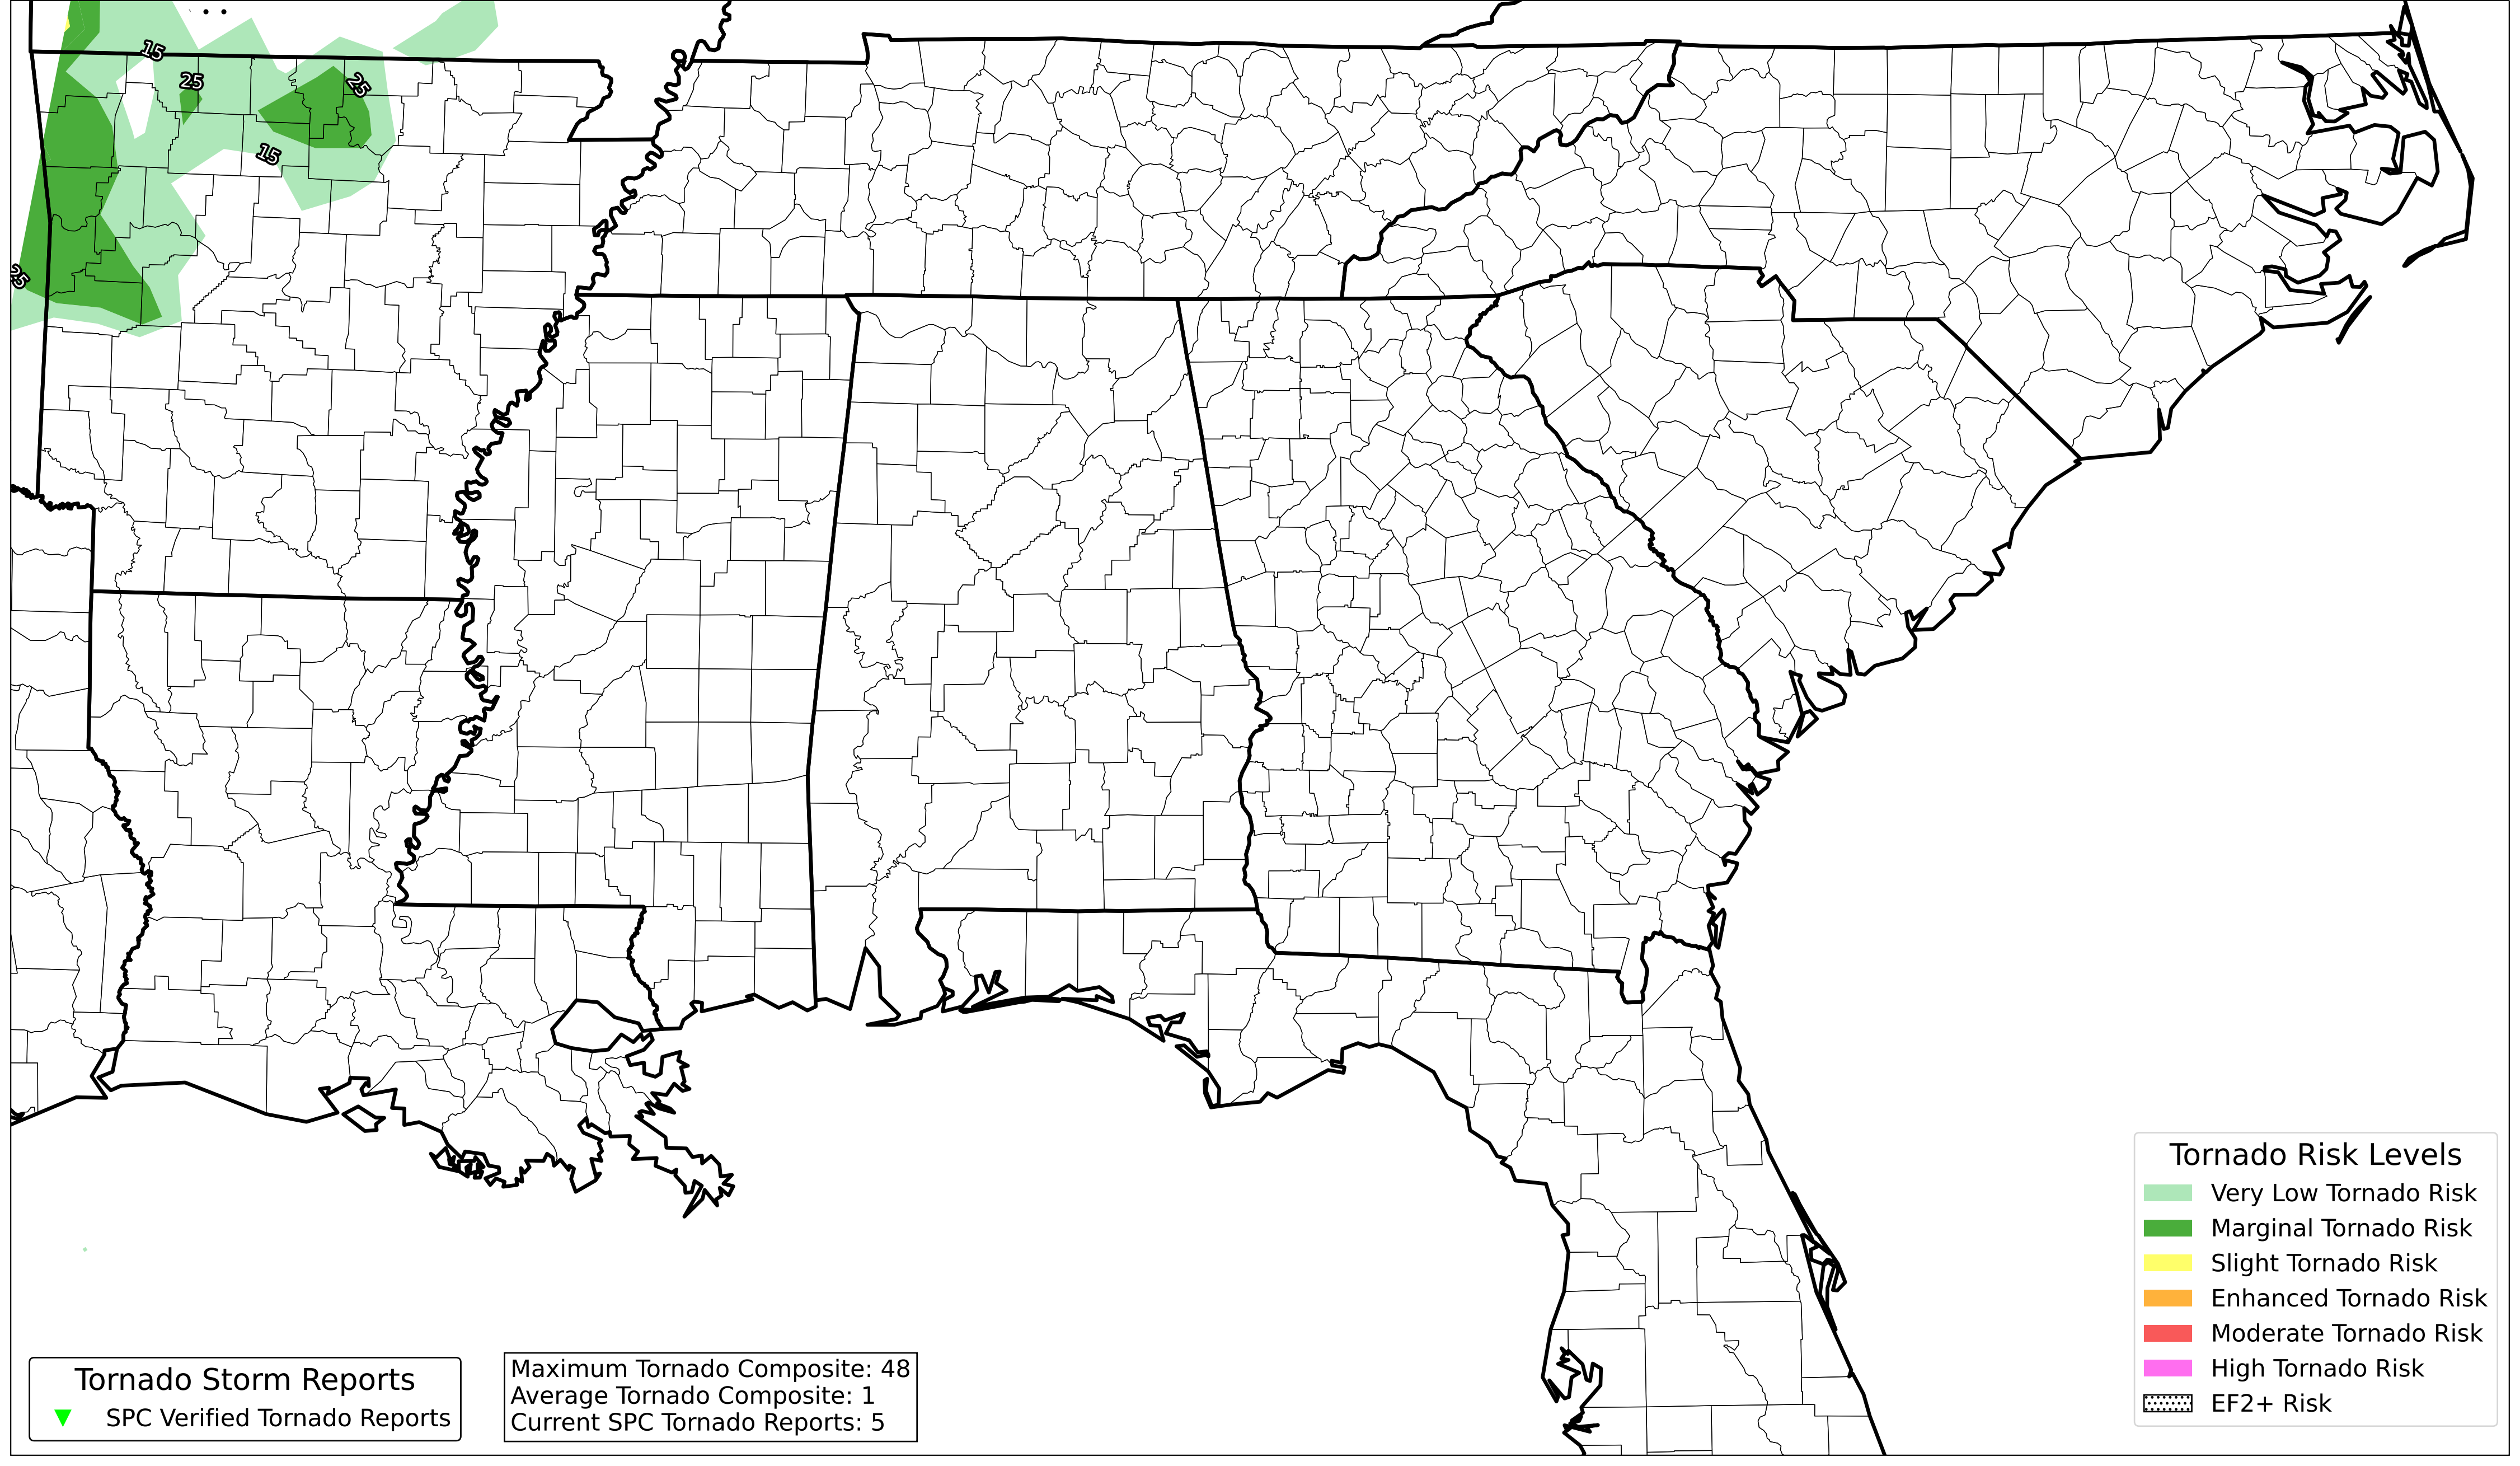 15
25
25
15
25
Tornado Risk Levels
Very Low Tornado Risk
Marginal Tornado Risk
Slight Tornado Risk
Enhanced Tornado Risk
Moderate Tornado Risk
High Tornado Risk
EF2+ Risk
Tornado Storm Reports
SPC Verified Tornado Reports
Maximum Tornado Composite: 48
Average Tornado Composite: 1
Current SPC Tornado Reports: 5